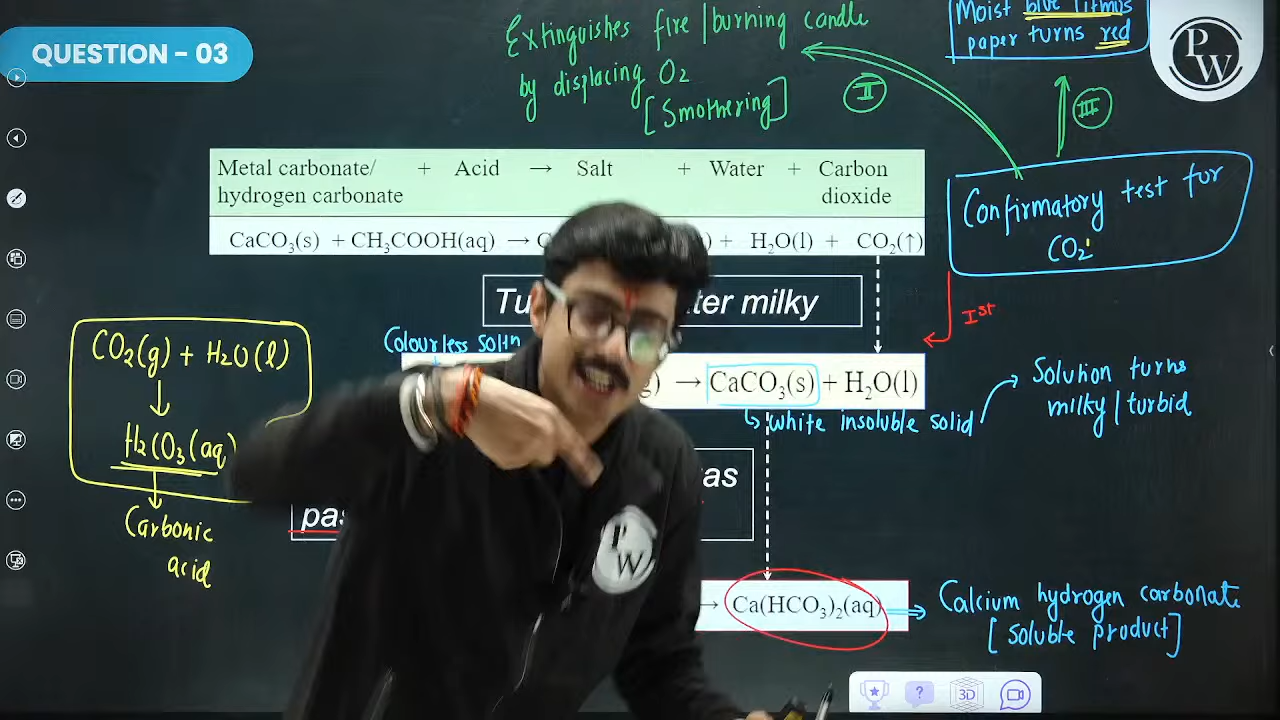 QUESTION - 03
Extinguishes fire / burning candle
by displacing O2
[Smothering]
II
Moist blue litmus
paper turns red
PW
III
Metal carbonate/ + Acid → Salt + Water + Carbon
hydrogen carbonate dioxide
CaCO₃(s) + CH₃COOH(aq) → + H₂O(l) + CO₂(↑)
Confirmatory test for
CO2
milky
Ist
Colourless soln
→ CaCO₃(s) + H₂O(l)
white insoluble solid
Solution turns
milky / turbid
CO2(g) + H2O(l)
H2CO3(aq)
Carbonic
acid
PW
→ Ca(HCO₃)₂(aq)
Calcium hydrogen carbonate
[soluble product]
3D